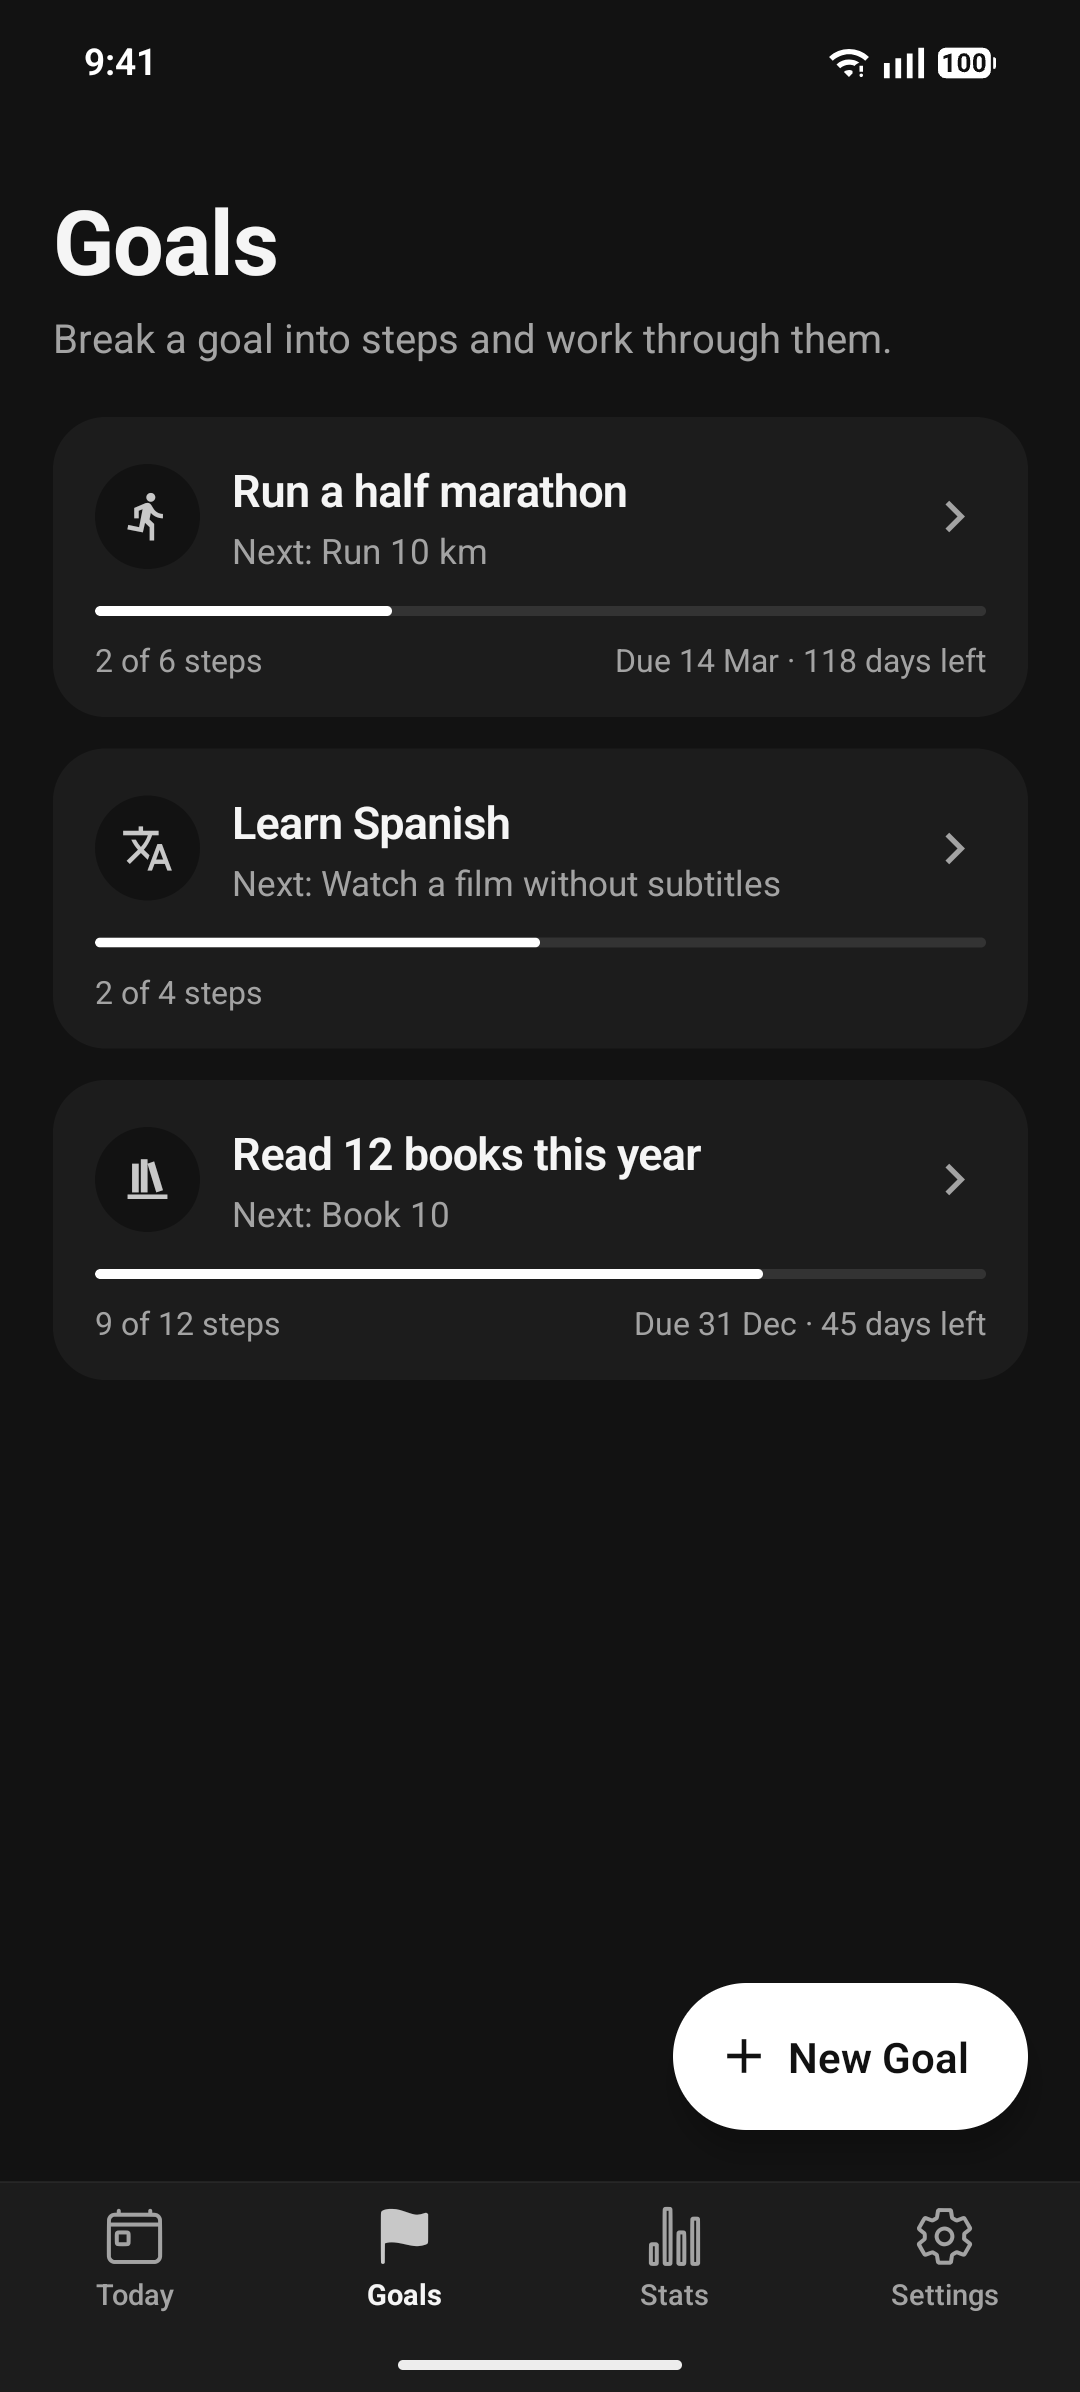 9:41
100
Goals
Break a goal into steps and work through them.
Run a half marathon
Next: Run 10 km
2 of 6 steps
Due 14 Mar · 118 days left
Learn Spanish
Next: Watch a film without subtitles
2 of 4 steps
Read 12 books this year
Next: Book 10
9 of 12 steps
Due 31 Dec · 45 days left
New Goal
Today
Goals
Stats
Settings